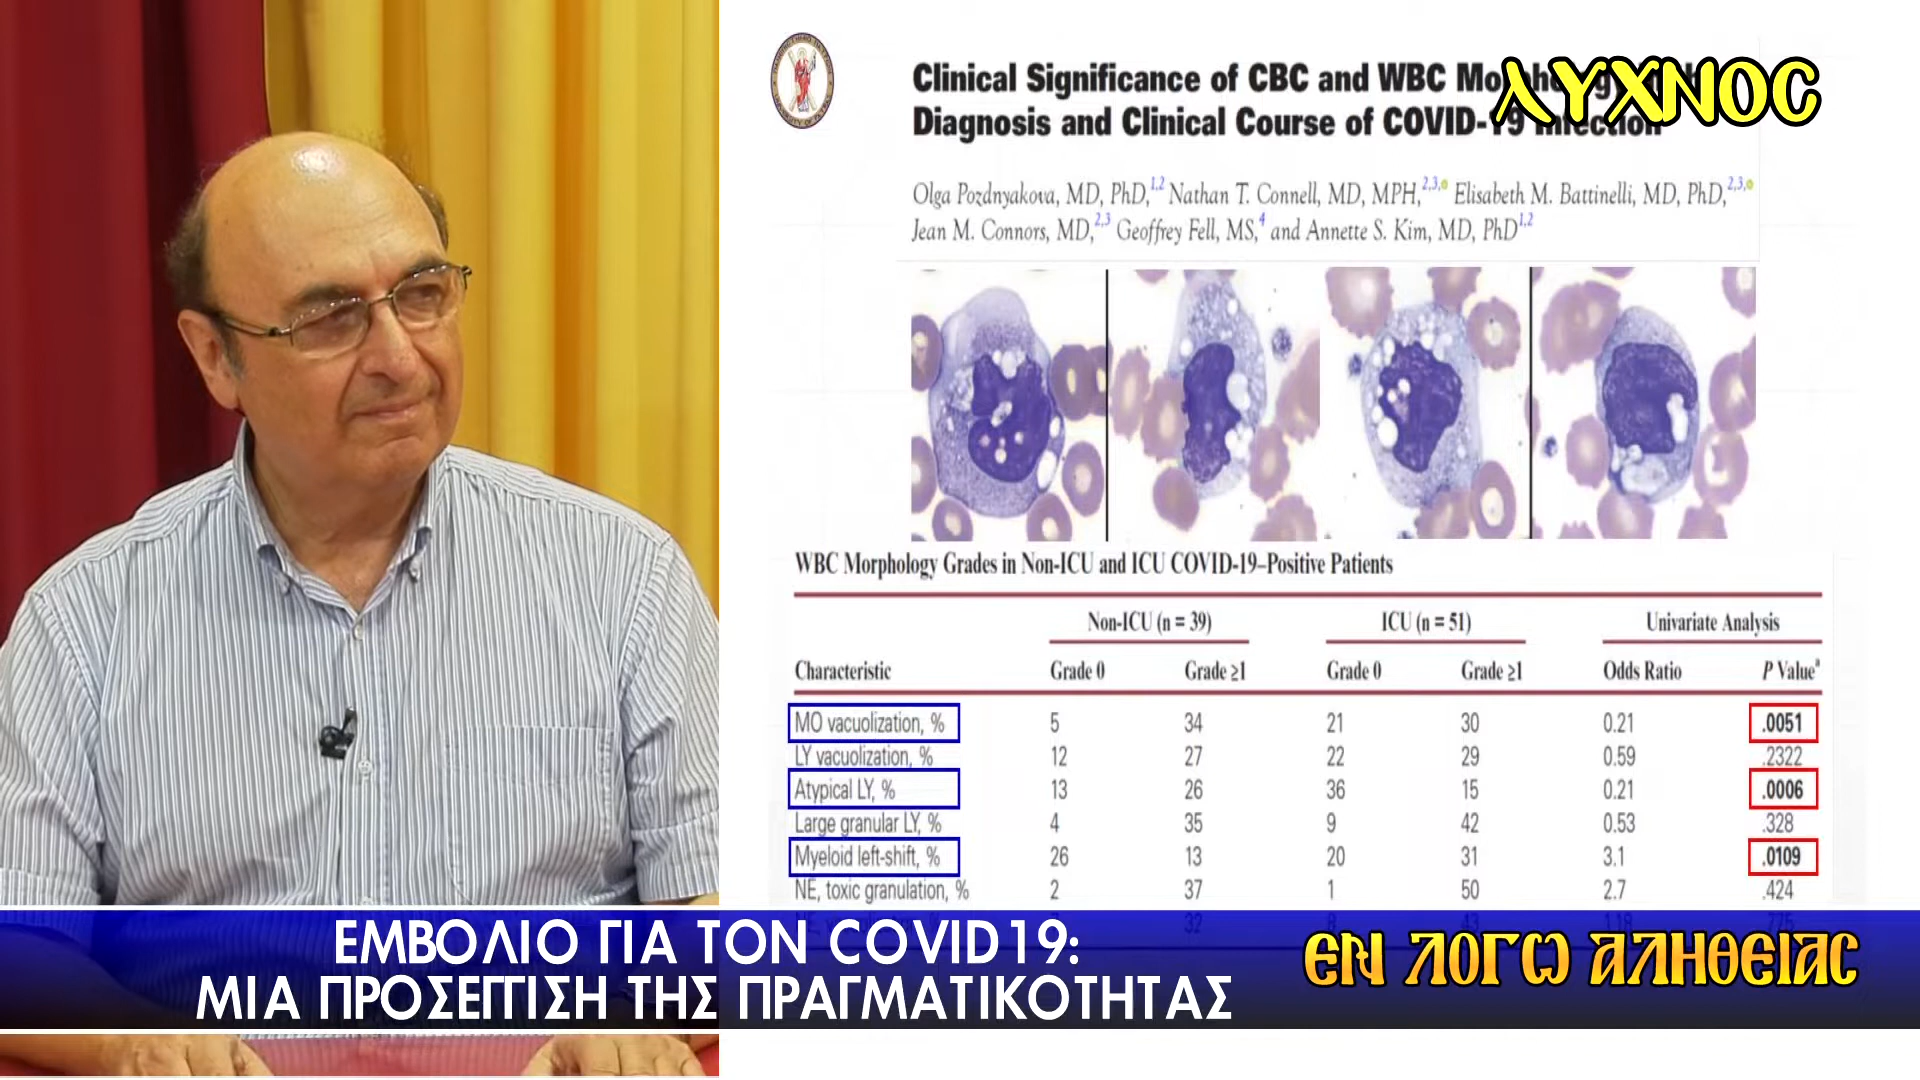 ΛΥΧΝΟС
Clinical Significance of CBC and WBC
Diagnosis and Clinical Course of COVID-19 Infection
Olga Pozdnyakova, MD, PhD,1,2 Nathan T. Connell, MD, MPH,2,3, Elisabeth M. Battinelli, MD, PhD,2,3,
Jean M. Connors, MD,2,3 Geoffrey Fell, MS,4 and Annette S. Kim, MD, PhD1,2
WBC Morphology Grades in Non-ICU and ICU COVID-19–Positive Patients
Non-ICU (n = 39) ICU (n = 51) Univariate Analysis
Characteristic Grade 0 Grade ≥1 Grade 0 Grade ≥1 Odds Ratio P Valueª
MO vacuolization, % 5 34 21 30 0.21 .0051
LY vacuolization, % 12 27 22 29 0.59 .2322
Atypical LY, % 13 26 36 15 0.21 .0006
Large granular LY, % 4 35 9 42 0.53 .328
Myeloid left-shift, % 26 13 20 31 3.1 .0109
NE, toxic granulation, % 2 37 1 50 2.7 .424
ΕΜΒΟΛΙΟ ΓΙΑ ΤΟΝ COVID19:
ΜΙΑ ΠΡΟΣΕΓΓΙΣΗ ΤΗΣ ΠΡΑΓΜΑΤΙΚΟΤΗΤΑΣ
ΕΝ ΛΟΓΩ ΑΛΗΘΕΙΑС